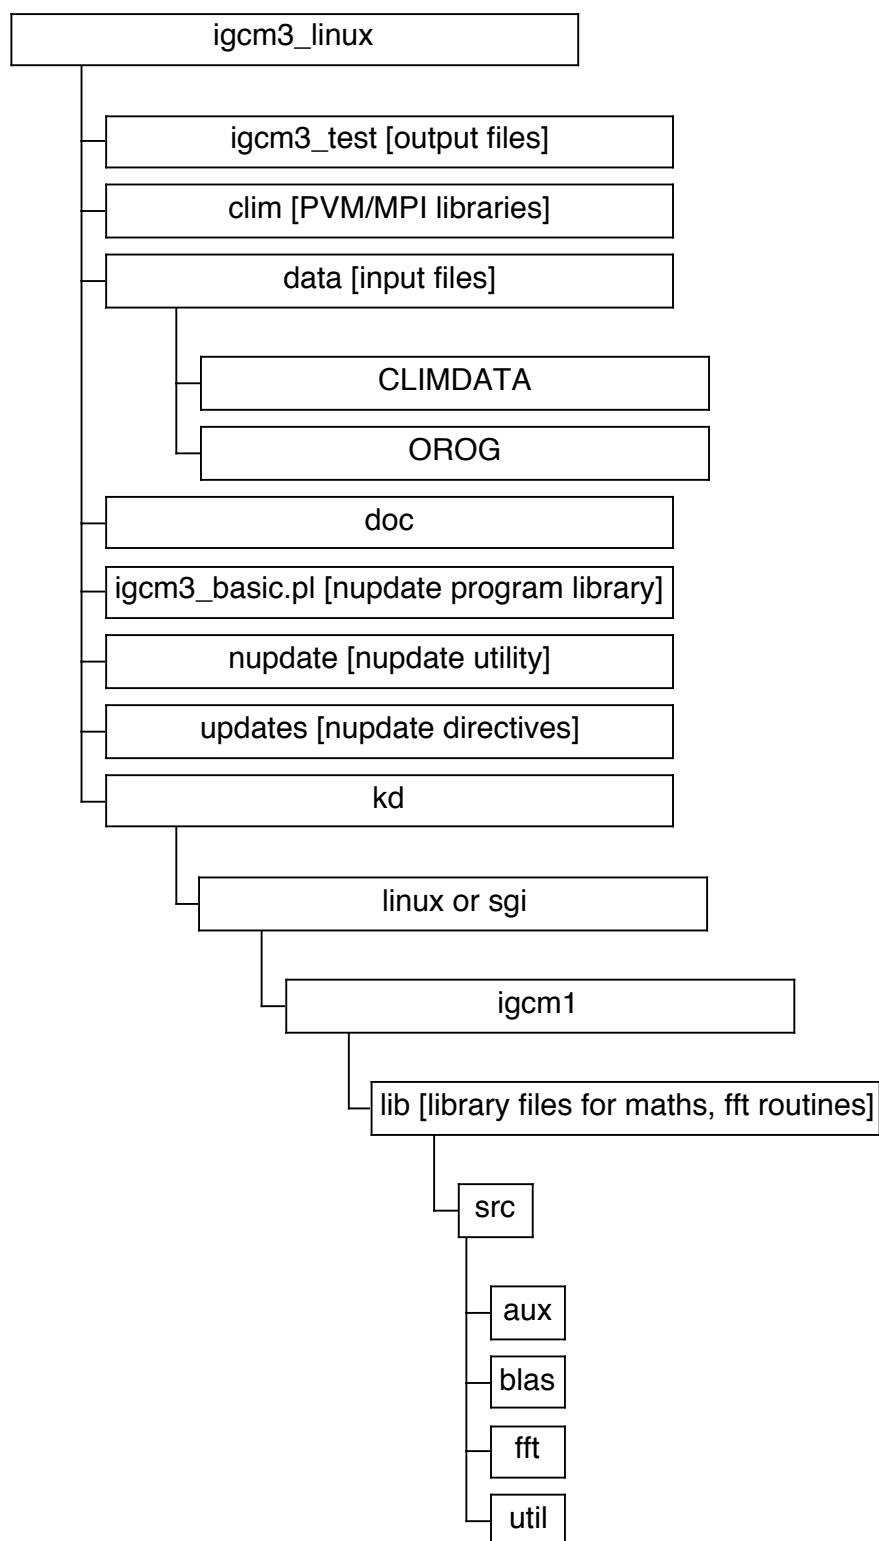 igcm3_linux
igcm3_test [output files]
clim [PVM/MPI libraries]
data [input files]
CLIMDATA
OROG
doc
igcm3_basic.pl [nupdate program library]
nupdate [nupdate utility]
updates [nupdate directives]
kd
linux or sgi
igcm1
lib [library files for maths, fft routines]
src
aux
blas
fft
util